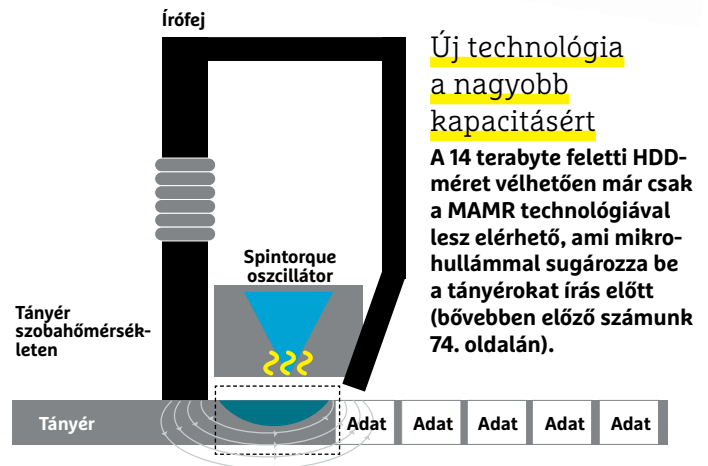 Írófej
Új technológia
a nagyobb
kapacitásért
A 14 terabyte feletti HDD-
méret vélhetően már csak
a MAMR technológiával
lesz elérhető, ami mikro-
hullámmal sugározza be
a tányérokat írás előtt
(bővebben előző számunk
74. oldalán).
Spintorque
oszcillátor
Tányér
szobahőmérsék-
leten
Tányér
Adat Adat Adat Adat Adat